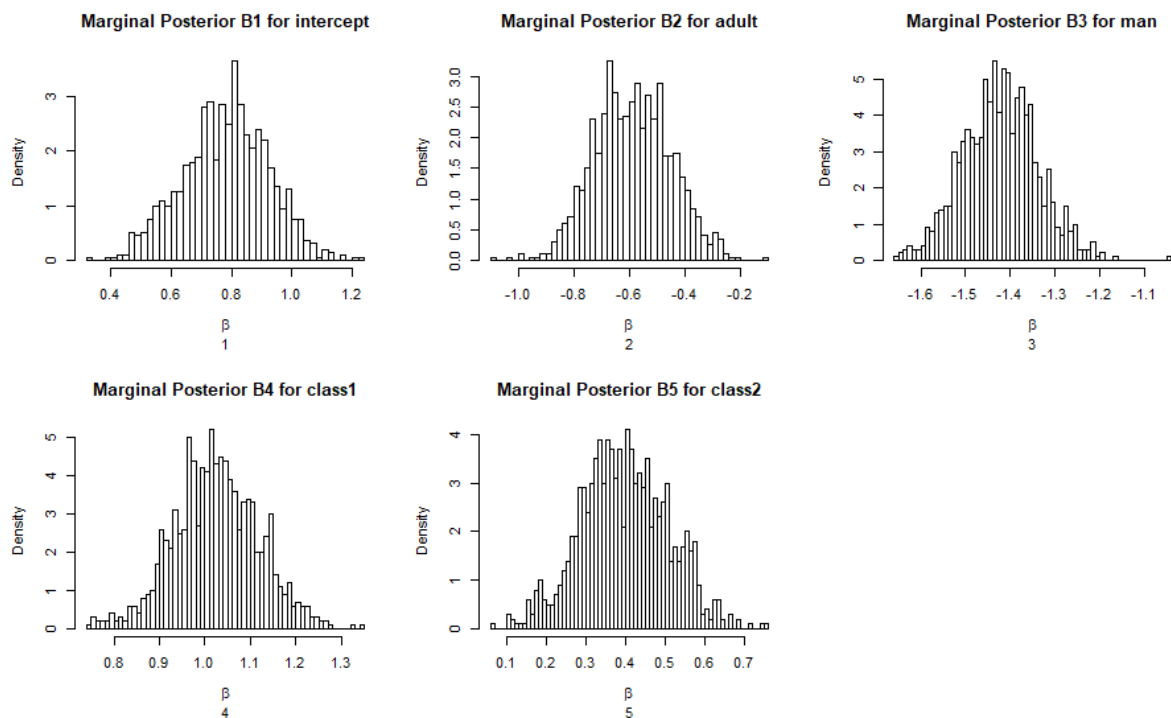 Marginal Posterior B1 for intercept
Density
0 1 2 3
0.4 0.6 0.8 1.0 1.2
β
1
Marginal Posterior B2 for adult
Density
0.0 0.5 1.0 1.5 2.0 2.5 3.0
-1.0 -0.8 -0.6 -0.4 -0.2
β
2
Marginal Posterior B3 for man
Density
0 1 2 3 4 5
-1.6 -1.5 -1.4 -1.3 -1.2 -1.1
β
3
Marginal Posterior B4 for class1
Density
0 1 2 3 4 5
0.8 0.9 1.0 1.1 1.2 1.3
β
4
Marginal Posterior B5 for class2
Density
0 1 2 3 4
0.1 0.2 0.3 0.4 0.5 0.6 0.7
β
5